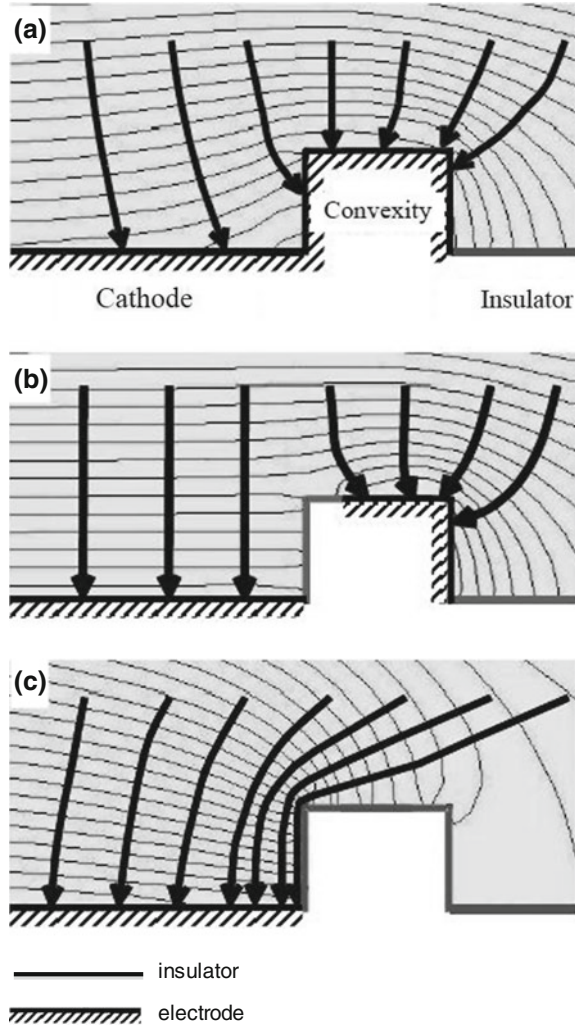 (a)
Convexity
Cathode Insulator
(b)
(c)
insulator
electrode